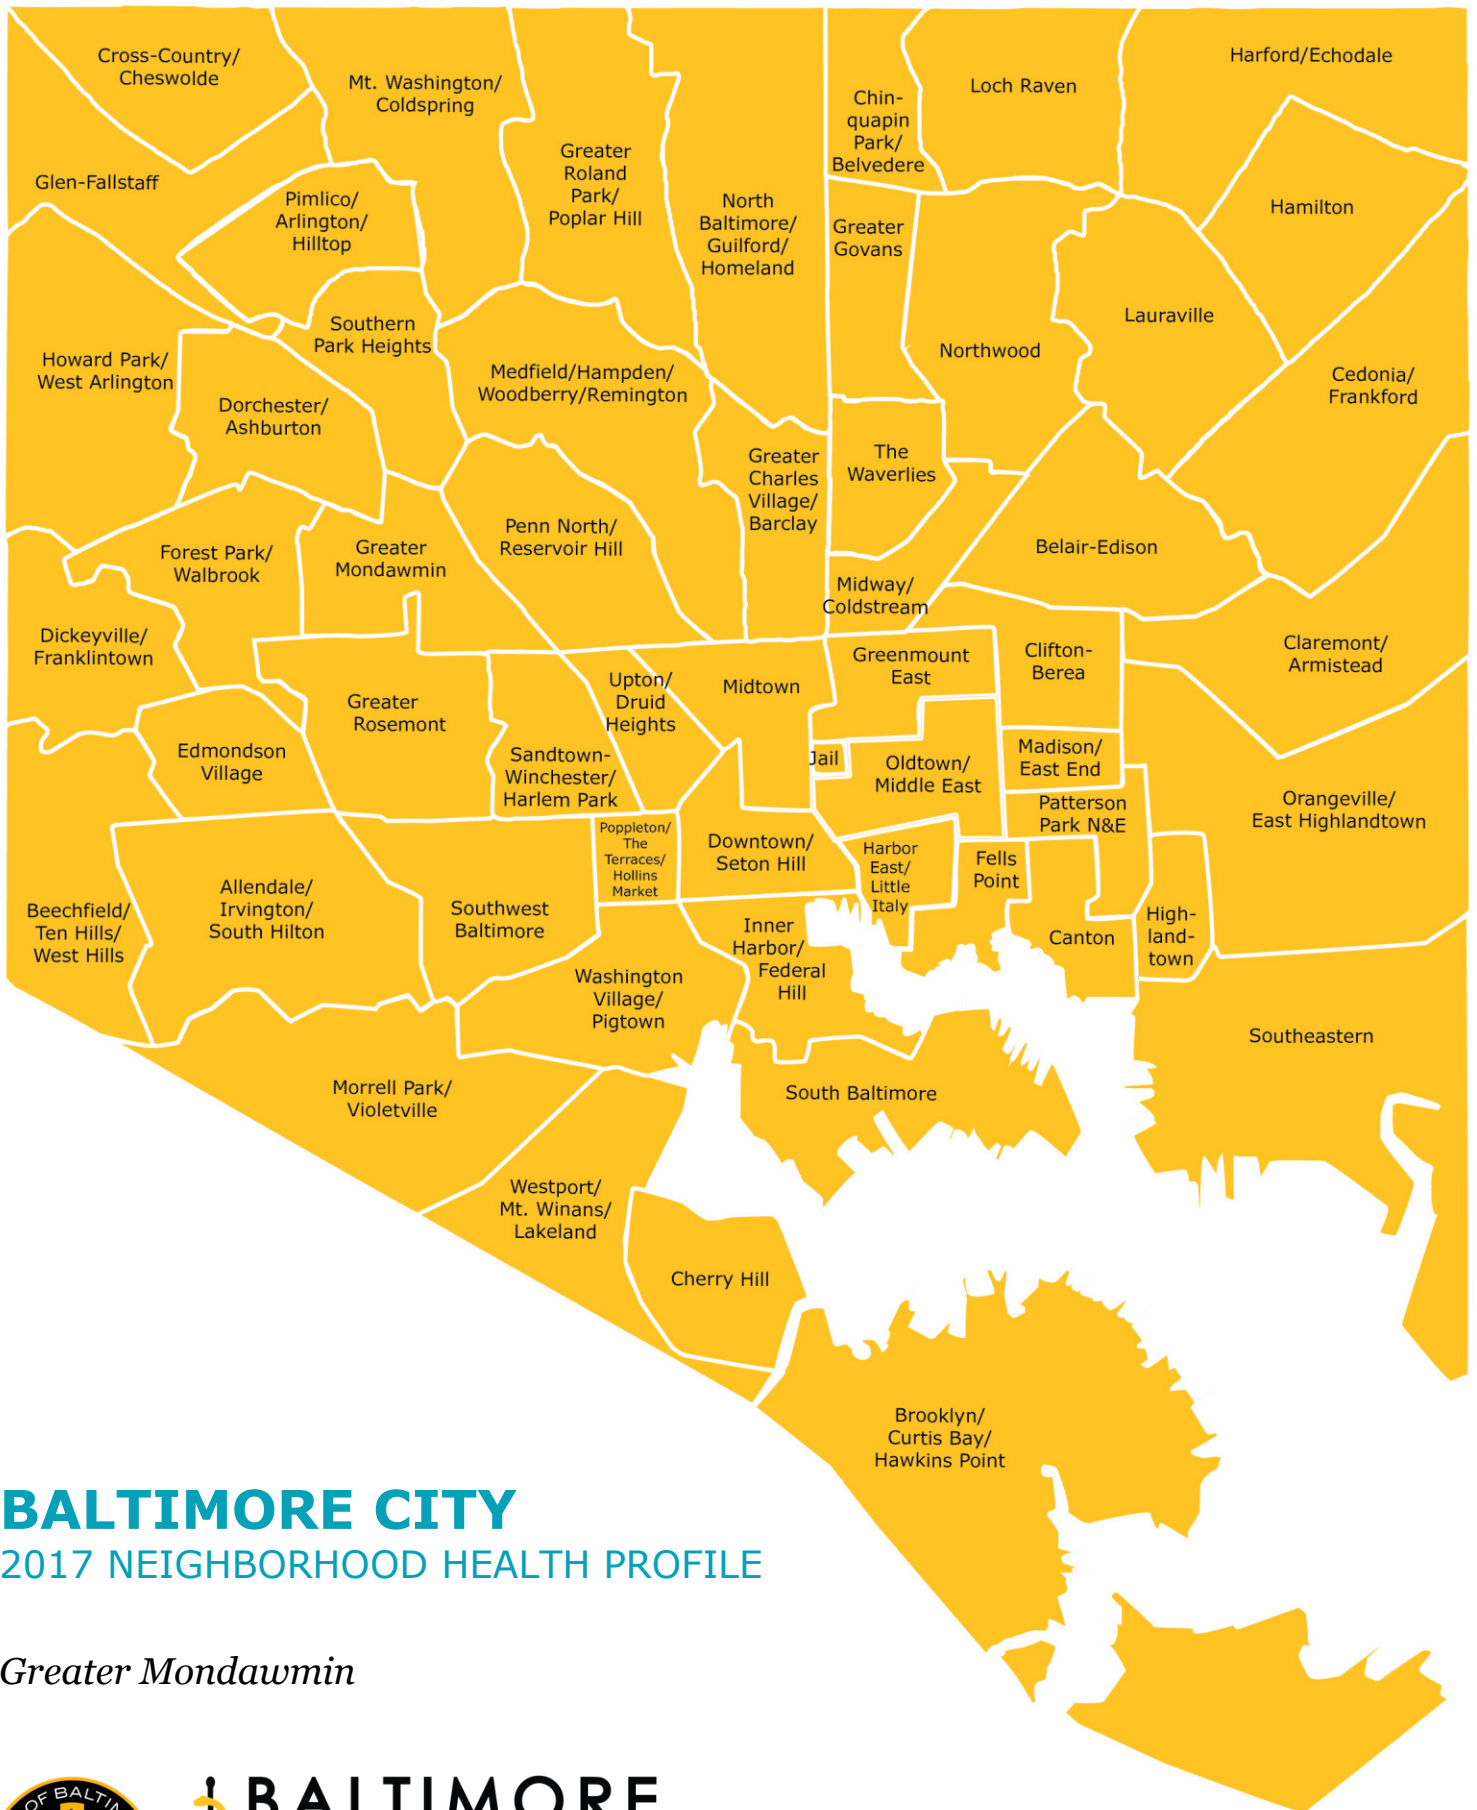 Cross-Country/
Cheswolde
Mt. Washington/
Coldspring
Greater
Roland
Park/
Poplar Hill
North
Baltimore/
Guilford/
Homeland
Chin-
quapin
Park/
Belvedere
Loch Raven
Harford/Echodale
Glen-Fallstaff
Pimlico/
Arlington/
Hilltop
Greater
Govans
Hamilton
Lauraville
Southern
Park Heights
Northwood
Howard Park/
West Arlington
Medfield/Hampden/
Woodberry/Remington
Cedonia/
Frankford
Dorchester/
Ashburton
Greater
Charles
Village/
Barclay
The
Waverlies
Penn North/
Reservoir Hill
Belair-Edison
Forest Park/
Walbrook
Greater
Mondawmin
Midway/
Coldstream
Dickeyville/
Franklintown
Greenmount
East
Clifton-
Berea
Claremont/
Armistead
Upton/
Druid
Heights
Midtown
Greater
Rosemont
Edmondson
Village
Sandtown-
Winchester/
Harlem Park
Jail
Oldtown/
Middle East
Madison/
East End
Orangeville/
East Highlandtown
Patterson
Park N&E
Poppleton/
The
Terraces/
Hollins
Market
Downtown/
Seton Hill
Harbor
East/
Little
Italy
Fells
Point
Allendale/
Irvington/
South Hilton
Beechfield/
Ten Hills/
West Hills
Southwest
Baltimore
Inner
Harbor/
Federal
Hill
Canton
High-
land-
town
Washington
Village/
Pigtown
Southeastern
Morrell Park/
Violetville
South Baltimore
Westport/
Mt. Winans/
Lakeland
Cherry Hill
Brooklyn/
Curtis Bay/
Hawkins Point
BALTIMORE CITY
2017 NEIGHBORHOOD HEALTH PROFILE
Greater Mondawmin
OF
BALTIMORE